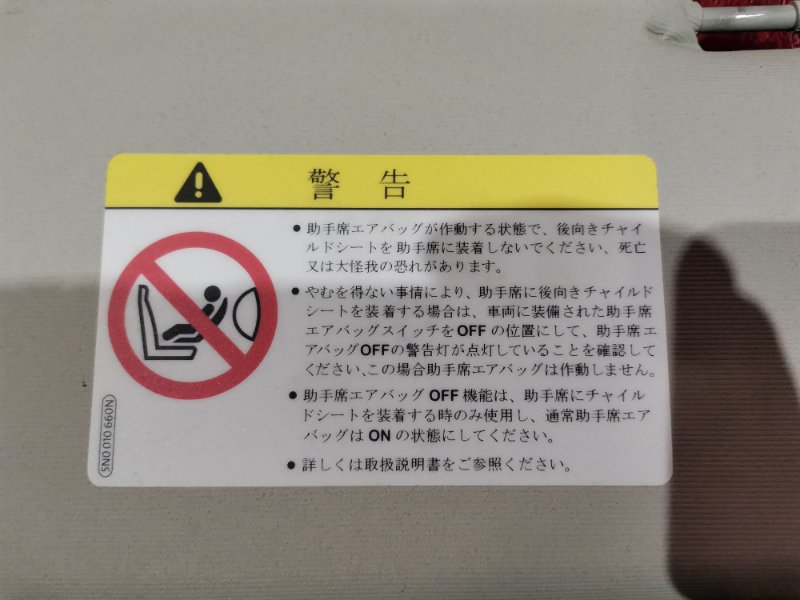 警告
● 助手席エアバッグが作動する状態で、後向きチャイ
ルドシートを助手席に装着しないでください、死亡
又は大怪我の恐れがあります。
● やむを得ない事情により、助手席に後向きチャイルド
シートを装着する場合は、車両に装備された助手席
エアバッグスイッチをOFFの位置にして、助手席エ
アバッグOFFの警告灯が点灯していることを確認して
ください、この場合助手席エアバッグは作動しません。
● 助手席エアバッグ OFF 機能は、助手席にチャイル
ドシートを装着する時のみ使用し、通常助手席エア
バッグは ON の状態にしてください。
● 詳しくは取扱説明書をご参照ください。
5N0 010 660N